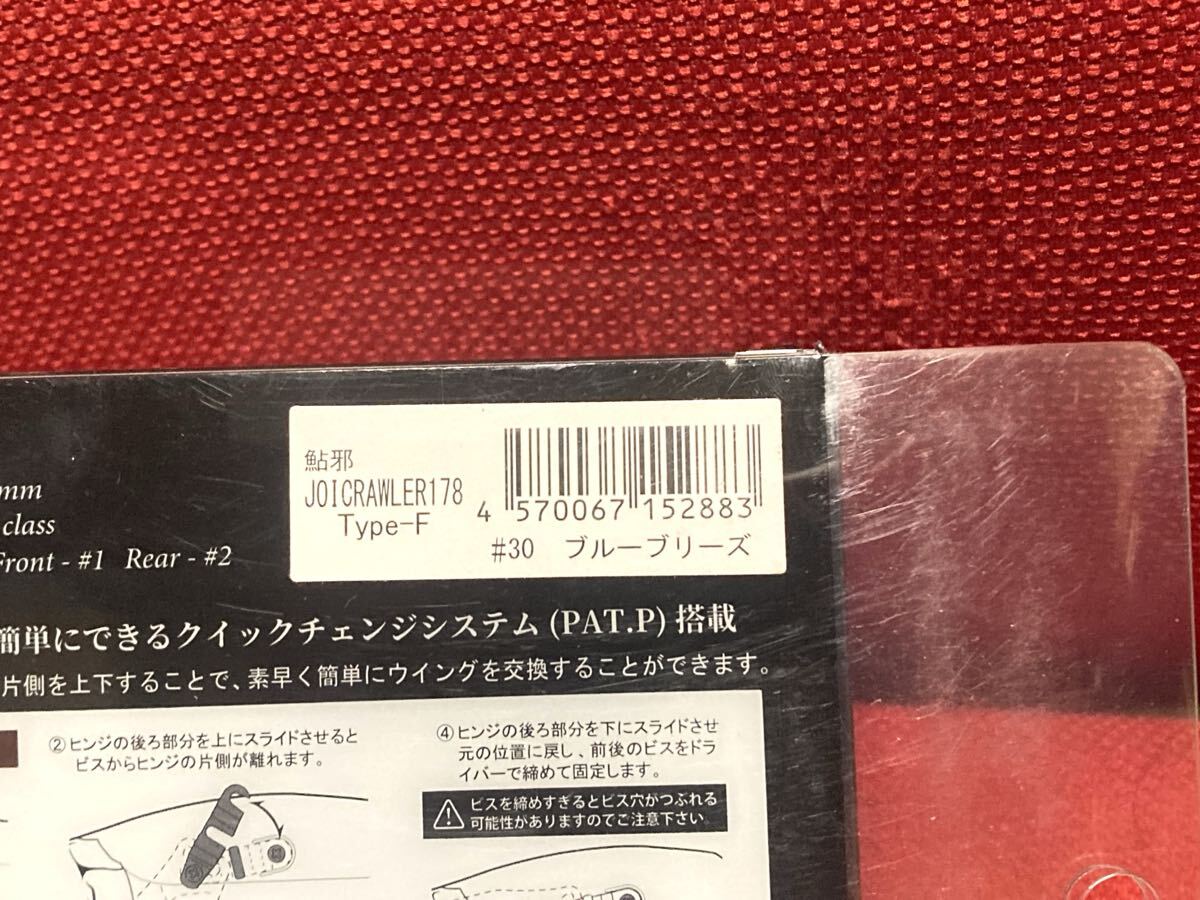 mm
class
Front - #1 Rear - #2
鮎邪
JOICRAWLER178
Type-F
4 570067 152883
#30 ブルーブリーズ
簡単にできるクイックチェンジシステム(PAT.P)搭載
片側を上下することで、素早く簡単にウイングを交換することができます。
②ヒンジの後ろ部分を上にスライドさせると
ビスからヒンジの片側が離れます。
④ヒンジの後ろ部分を下にスライドさせ
元の位置に戻し、前後のビスをドラ
イバーで締めて固定します。
ビスを締めすぎるとビス穴がつぶれる
可能性がありますのでご注意下さい。